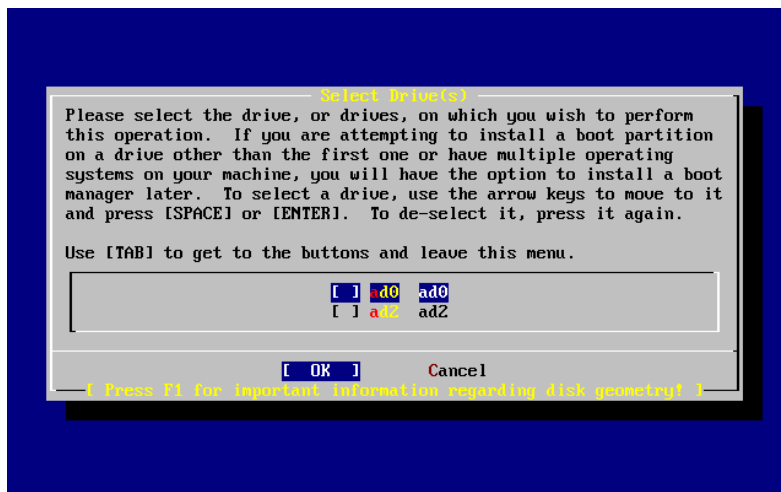 Select Drive(s)
Please select the drive, or drives, on which you wish to perform
this operation.  If you are attempting to install a boot partition
on a drive other than the first one or have multiple operating
systems on your machine, you will have the option to install a boot
manager later.  To select a drive, use the arrow keys to move to it
and press [SPACE] or [ENTER].  To de-select it, press it again.
Use [TAB] to get to the buttons and leave this menu.
[ ] ad0  ad0
[ ] ad2  ad2
[  OK  ]  Cancel
[ Press F1 for important information regarding disk geometry! ]